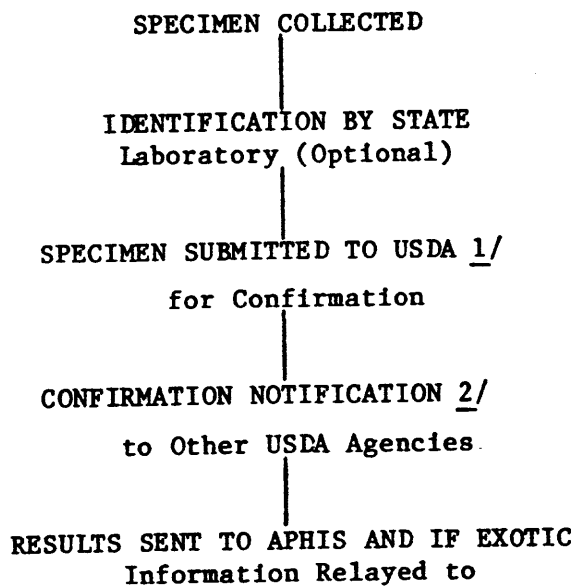 SPECIMEN COLLECTED
IDENTIFICATION BY STATE
Laboratory (Optional)
SPECIMEN SUBMITTED TO USDA 1/
for Confirmation
CONFIRMATION NOTIFICATION 2/
to Other USDA Agencies
RESULTS SENT TO APHIS AND IF EXOTIC
Information Relayed to